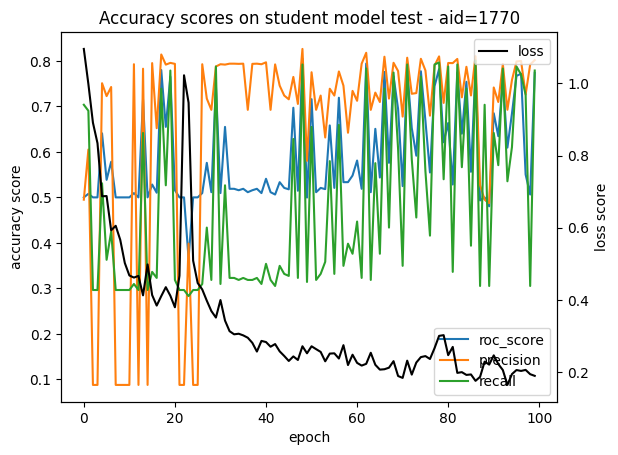 Accuracy scores on student model test - aid=1770
accuracy score
0.8
0.7
0.6
0.5
0.4
0.3
0.2
0.1
loss
1.0
0.8
0.6
0.4
0.2
loss score
roc_score
precision
recall
0
20
40
60
80
100
epoch